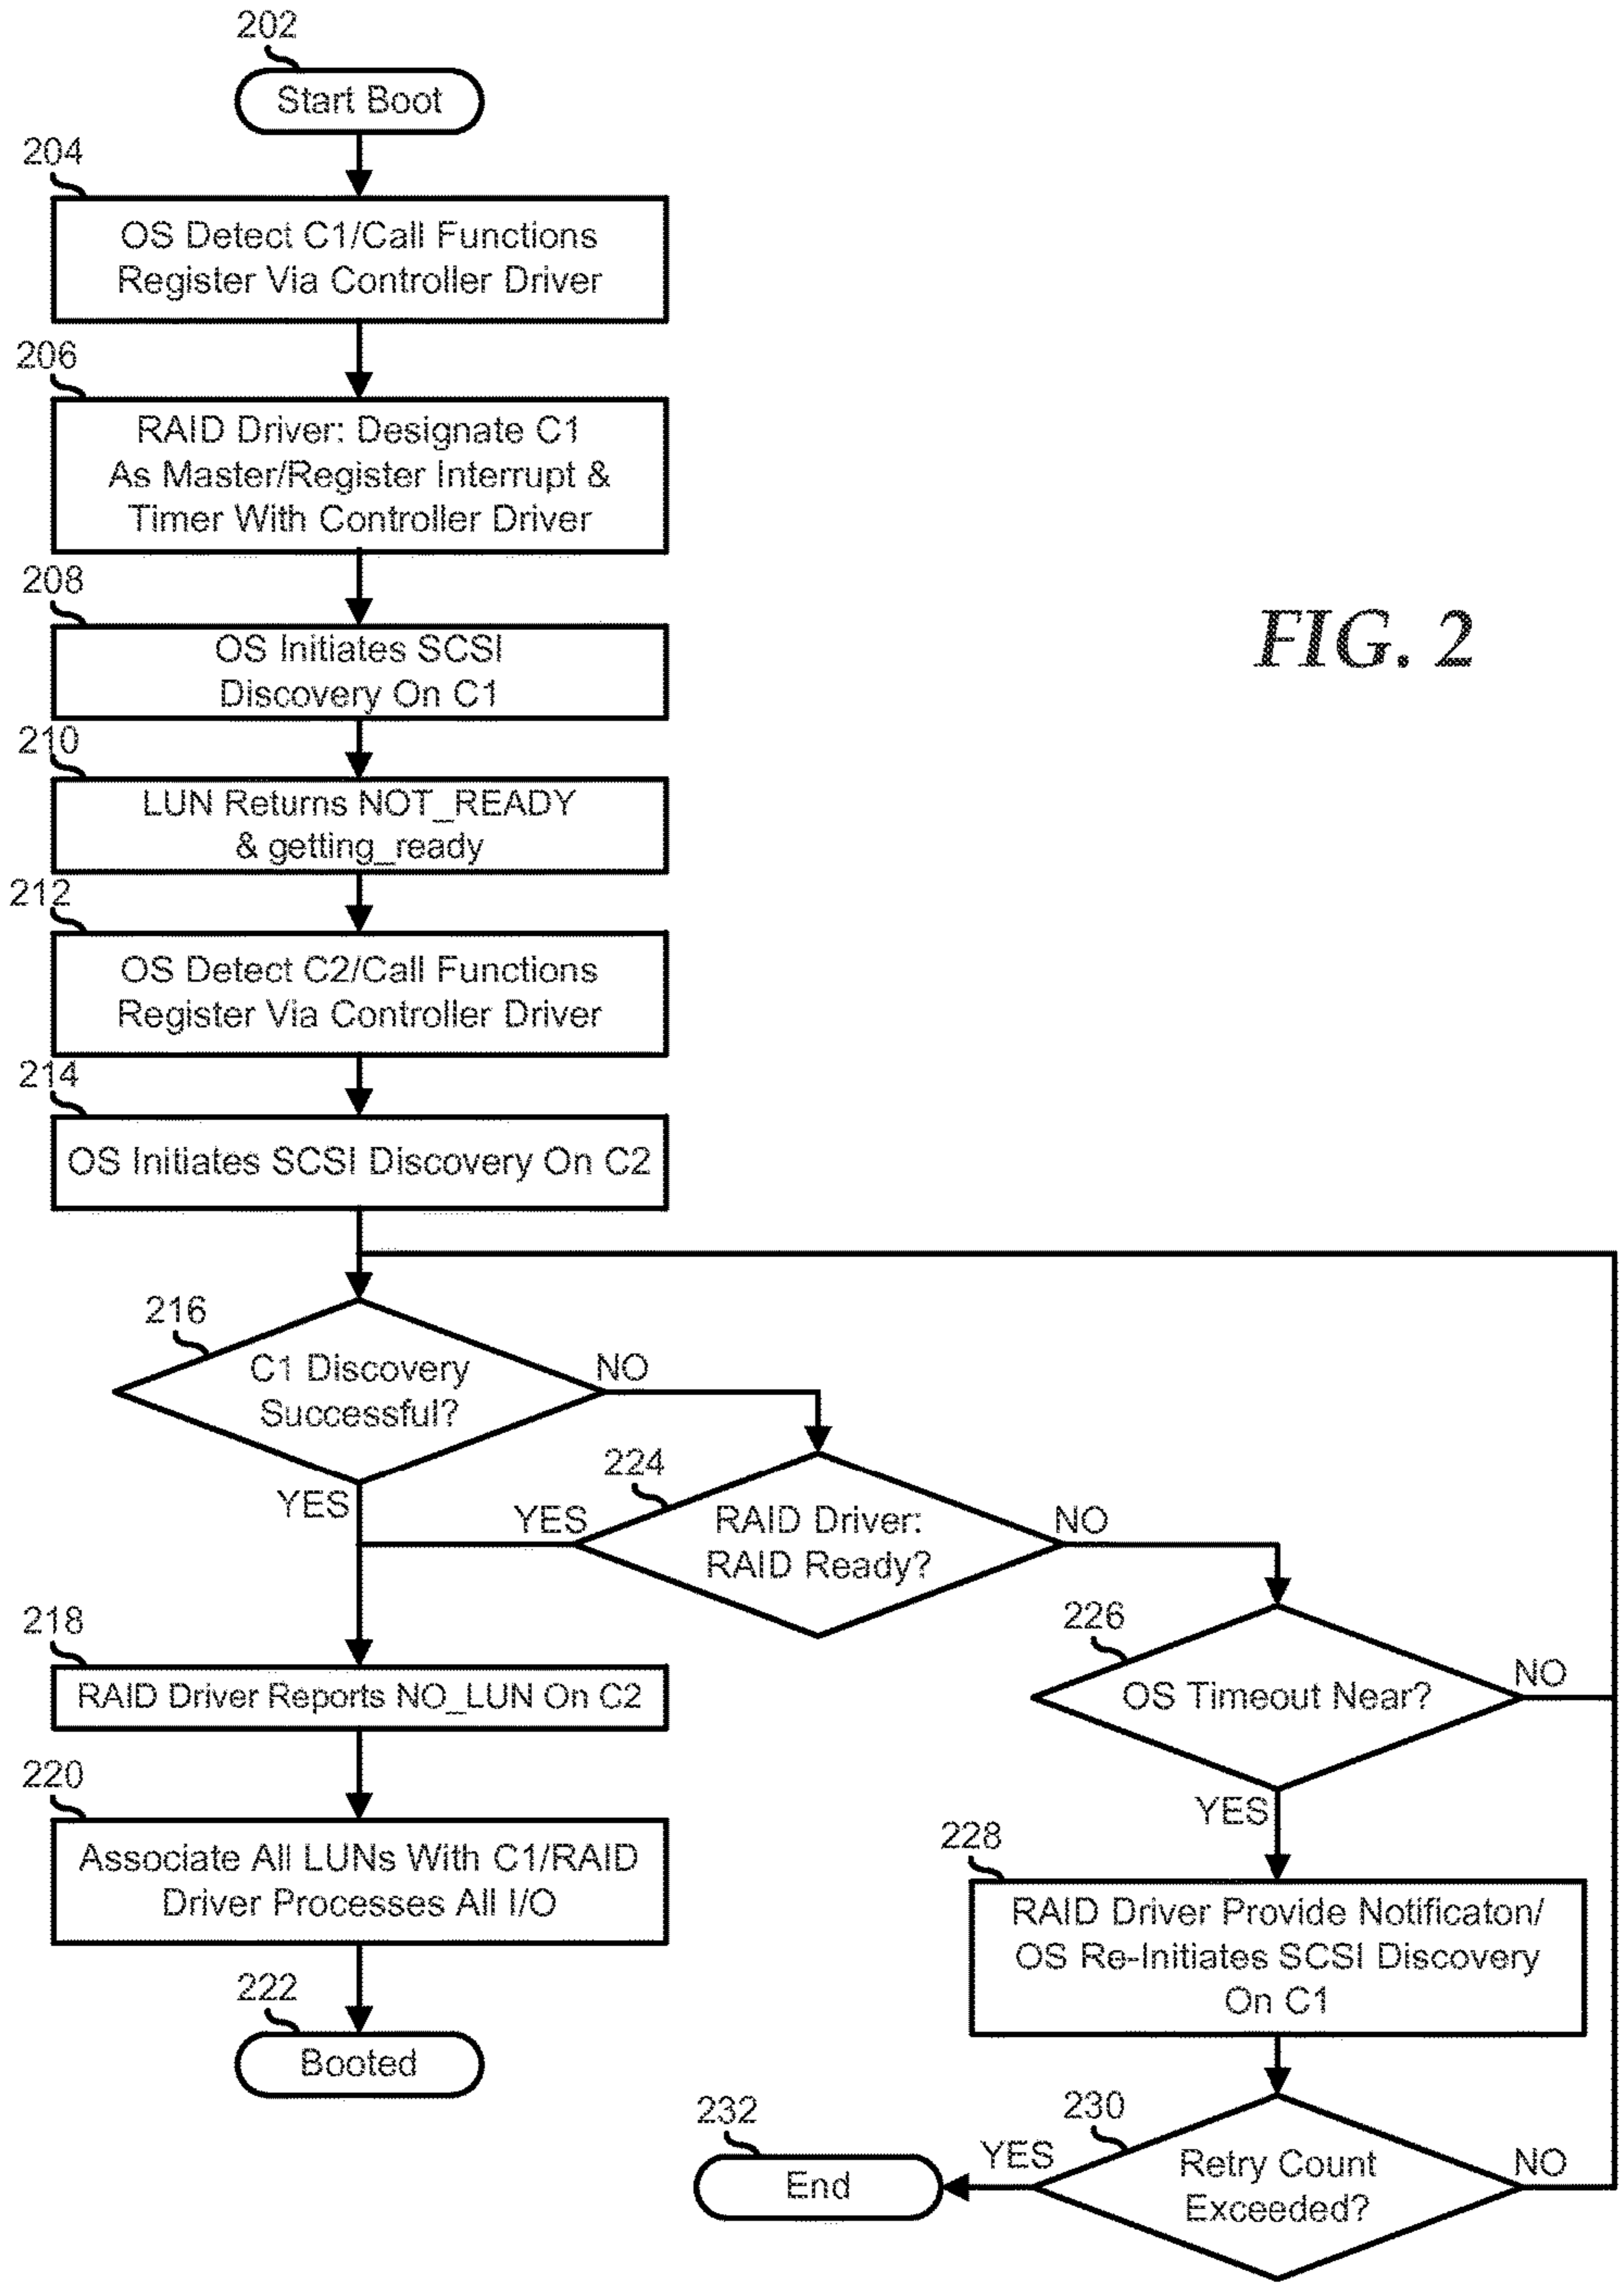 202
Start Boot
204
OS Detect C1/Call Functions
Register Via Controller Driver
206
RAID Driver: Designate C1
As Master/Register Interrupt &
Timer With Controller Driver
208
OS Initiates SCSI
Discovery On C1
FIG. 2
210
LUN Returns NOT_READY
& getting_ready
212
OS Detect C2/Call Functions
Register Via Controller Driver
214
OS Initiates SCSI Discovery On C2
216
C1 Discovery
Successful?
NO
YES
224
RAID Driver:
RAID Ready?
YES
NO
226
OS Timeout Near?
NO
YES
218
RAID Driver Reports NO_LUN On C2
220
Associate All LUNs With C1/RAID
Driver Processes All I/O
222
Booted
228
RAID Driver Provide Notificaton/
OS Re-Initiates SCSI Discovery
On C1
230
Retry Count
Exceeded?
YES
NO
232
End